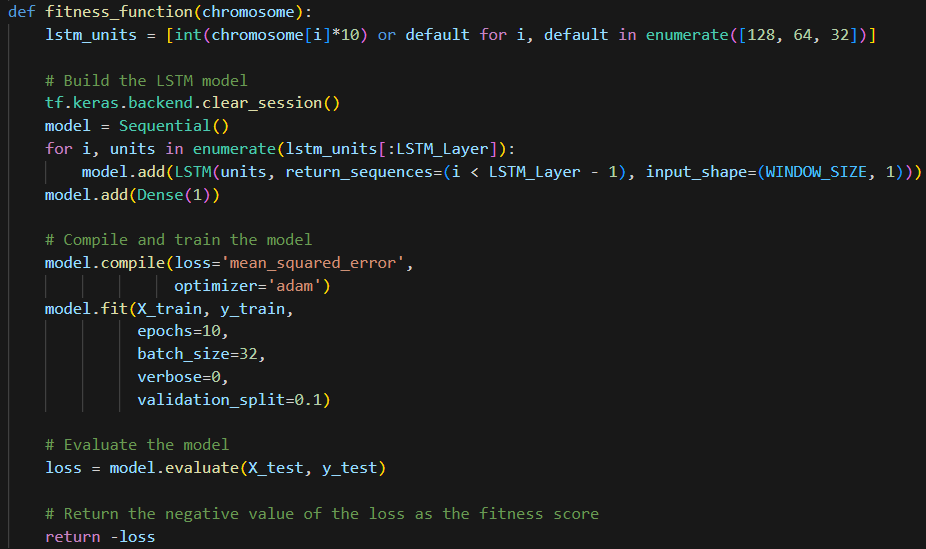 def fitness_function(chromosome):
    lstm_units = [int(chromosome[i]*10) or default for i, default in enumerate([128, 64, 32])]

    # Build the LSTM model
    tf.keras.backend.clear_session()
    model = Sequential()
    for i, units in enumerate(lstm_units[:LSTM_Layer]):
        model.add(LSTM(units, return_sequences=(i < LSTM_Layer - 1), input_shape=(WINDOW_SIZE, 1)))
    model.add(Dense(1))

    # Compile and train the model
    model.compile(loss='mean_squared_error',
                  optimizer='adam')
    model.fit(X_train, y_train,
              epochs=10,
              batch_size=32,
              verbose=0,
              validation_split=0.1)

    # Evaluate the model
    loss = model.evaluate(X_test, y_test)

    # Return the negative value of the loss as the fitness score
    return -loss